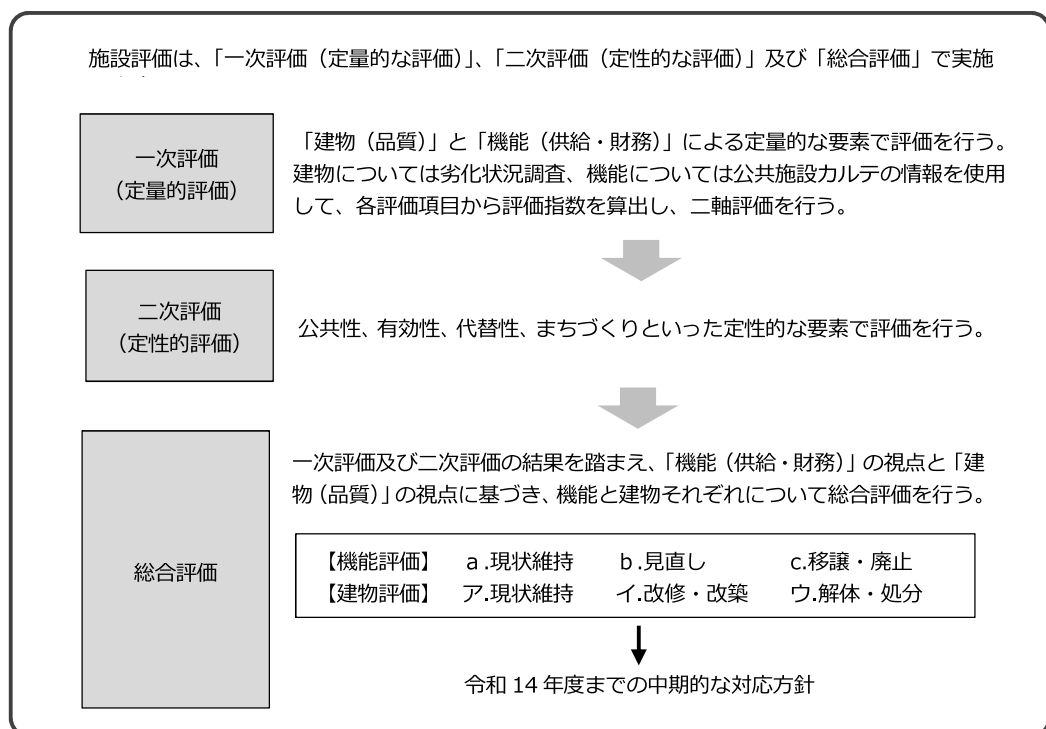 施設評価は、「一次評価（定量的な評価）」、「二次評価（定性的な評価）」及び「総合評価」で実施
一次評価
（定量的評価）
「建物（品質）」と「機能（供給・財務）」による定量的な要素で評価を行う。
建物については劣化状況調査、機能については公共施設カルテの情報を使用
して、各評価項目から評価指数を算出し、二軸評価を行う。
二次評価
（定性的評価）
公共性、有効性、代替性、まちづくりといった定性的な要素で評価を行う。
総合評価
一次評価及び二次評価の結果を踏まえ、「機能（供給・財務）」の視点と「建
物（品質）」の視点に基づき、機能と建物それぞれについて総合評価を行う。
【機能評価】 ａ.現状維持 ｂ.見直し c.移譲・廃止
【建物評価】 ア.現状維持 イ.改修・改築 ウ.解体・処分
令和 14 年度までの中期的な対応方針